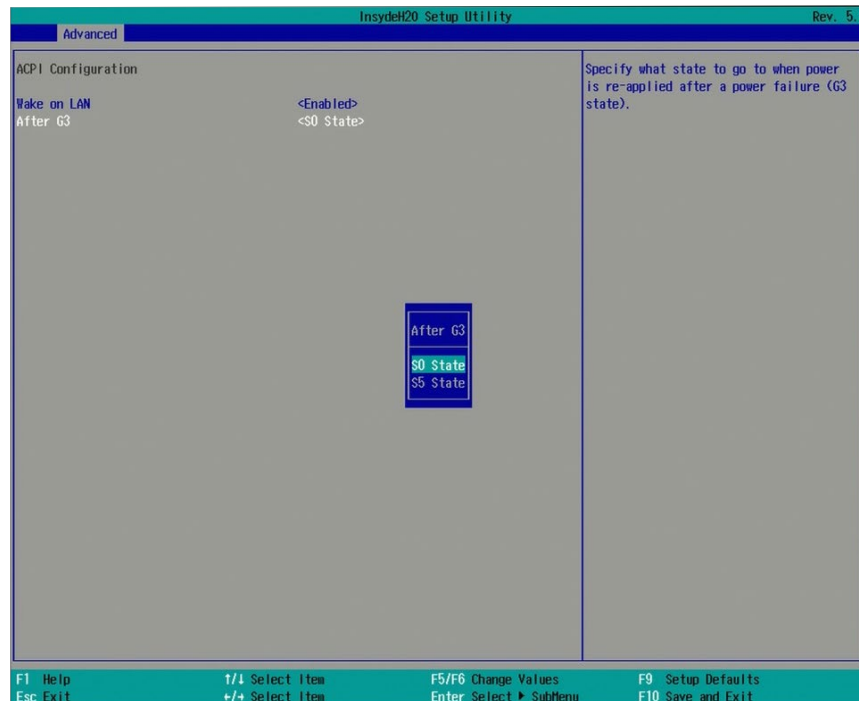 InsydeH20 Setup Utility Rev. 5.
Advanced
ACPI Configuration
Wake on LAN <Enabled>
After G3 <S0 State>
Specify what state to go to when power
is re-applied after a power failure (G3
state).
After G3
S0 State
S5 State
F1 Help ↑/↓ Select Item F5/F6 Change Values F9 Setup Defaults
Esc Exit ←/→ Select Item Enter Select ▶ SubMenu F10 Save and Exit